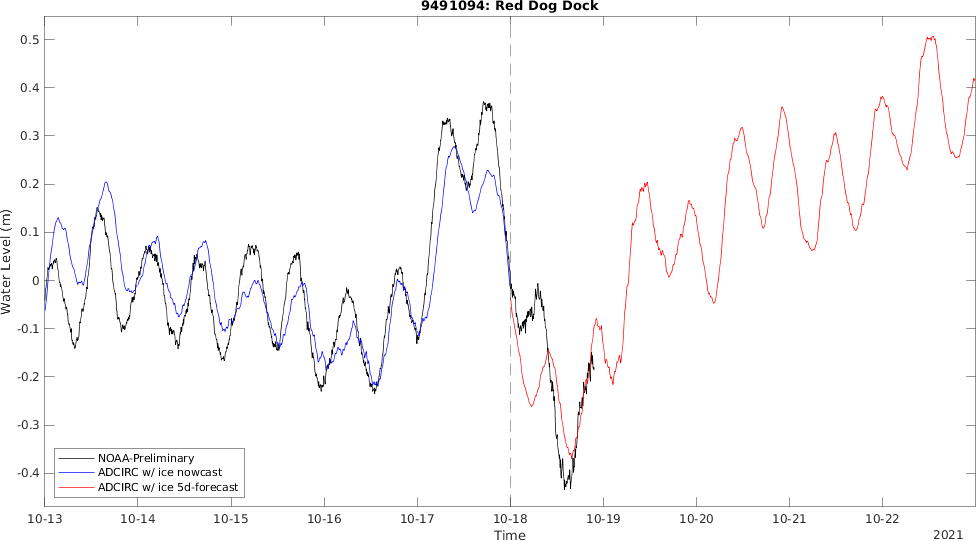 9491094: Red Dog Dock
Water Level (m)
0.5
0.4
0.3
0.2
0.1
0
-0.1
-0.2
-0.3
-0.4
NOAA-Preliminary
ADCIRC w/ ice nowcast
ADCIRC w/ ice 5d-forecast
10-13 10-14 10-15 10-16 10-17 10-18 10-19 10-20 10-21 10-22
Time
2021